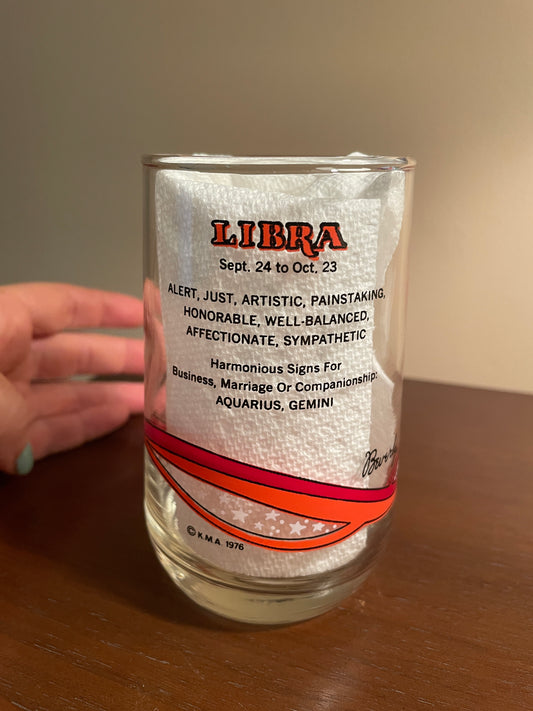 LIBRA
Sept. 24 to Oct. 23
ALERT, JUST, ARTISTIC, PAINSTAKING,
HONORABLE, WELL-BALANCED,
AFFECTIONATE, SYMPATHETIC
Harmonious Signs For
Business, Marriage Or Companionship:
AQUARIUS, GEMINI
© K.M.A. 1976